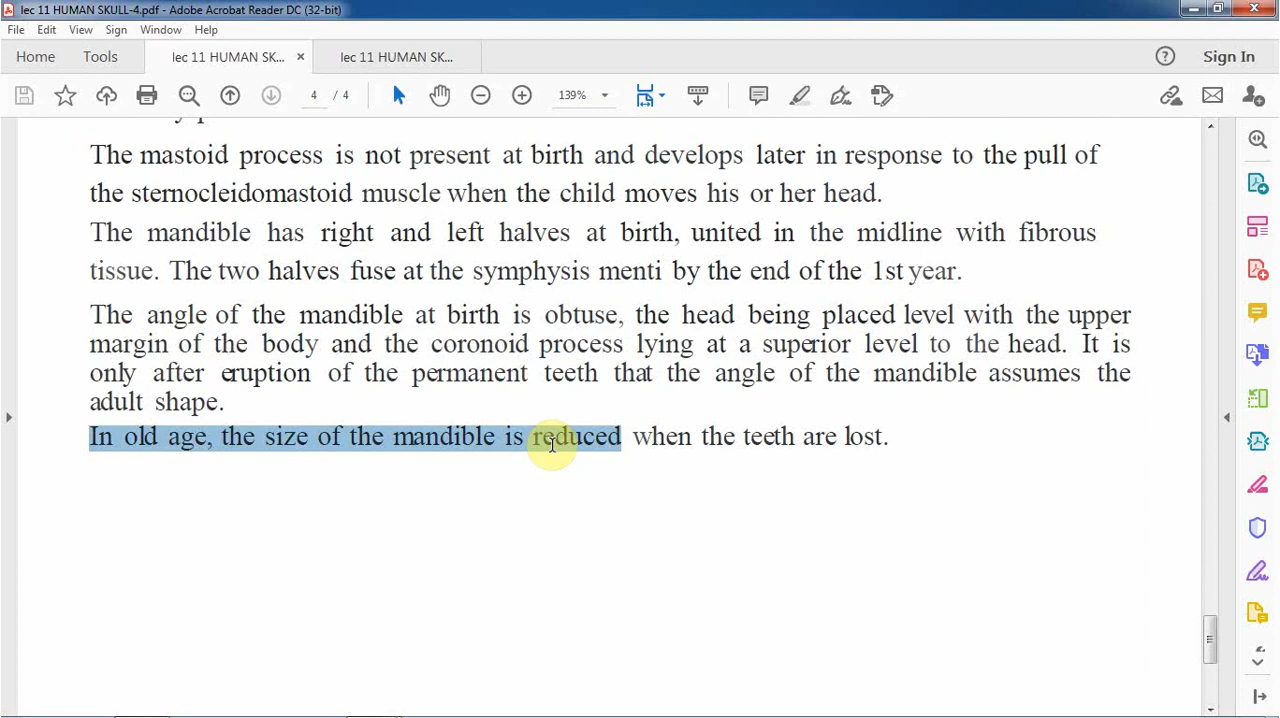 lec 11 HUMAN SKULL-4.pdf - Adobe Acrobat Reader DC (32-bit)
File Edit View Sign Window Help
Home Tools lec 11 HUMAN SK... × lec 11 HUMAN SK... Sign In
4 / 4 139%
The mastoid process is not present at birth and develops later in response to the pull of
the sternocleidomastoid muscle when the child moves his or her head.
The mandible has right and left halves at birth, united in the midline with fibrous
tissue. The two halves fuse at the symphysis menti by the end of the 1st year.
The angle of the mandible at birth is obtuse, the head being placed level with the upper
margin of the body and the coronoid process lying at a superior level to the head. It is
only after eruption of the permanent teeth that the angle of the mandible assumes the
adult shape.
In old age, the size of the mandible is reduced when the teeth are lost.